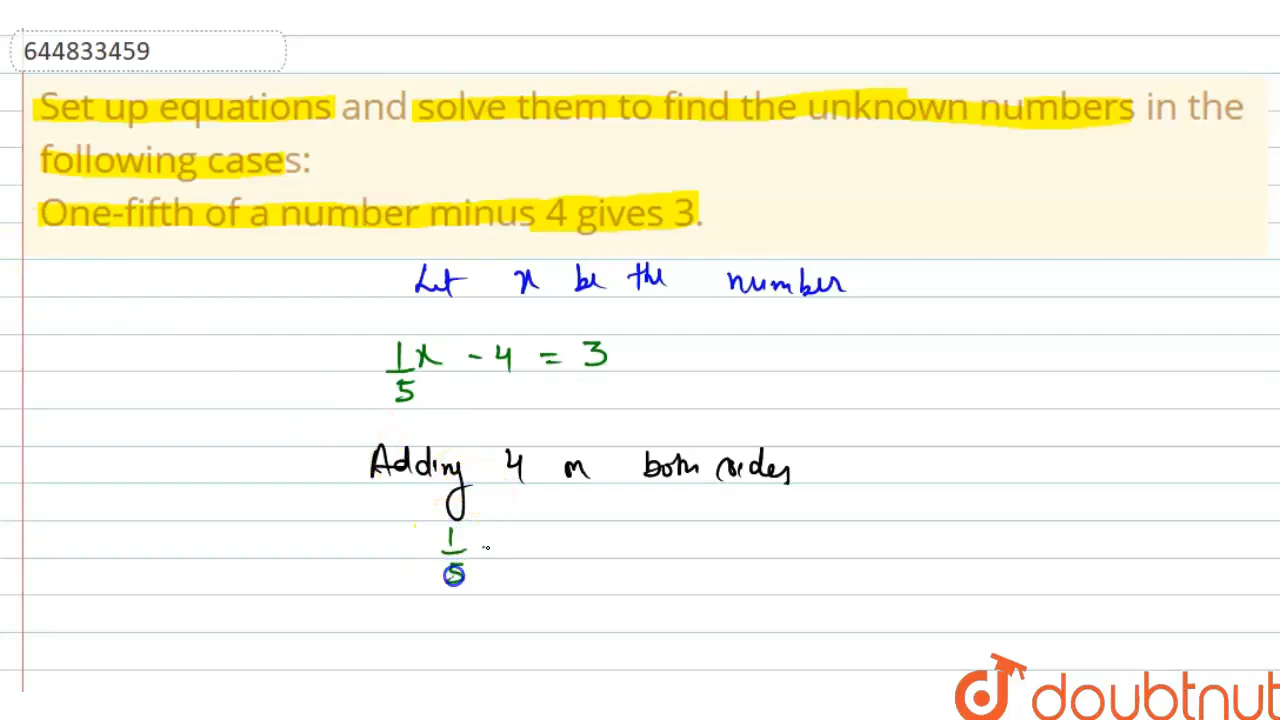 644833459
Set up equations and solve them to find the unknown numbers in the
following cases:
One-fifth of a number minus 4 gives 3.
Let x be the number
1/5 x - 4 = 3
Adding 4 on both sides
1/5
doubtnut